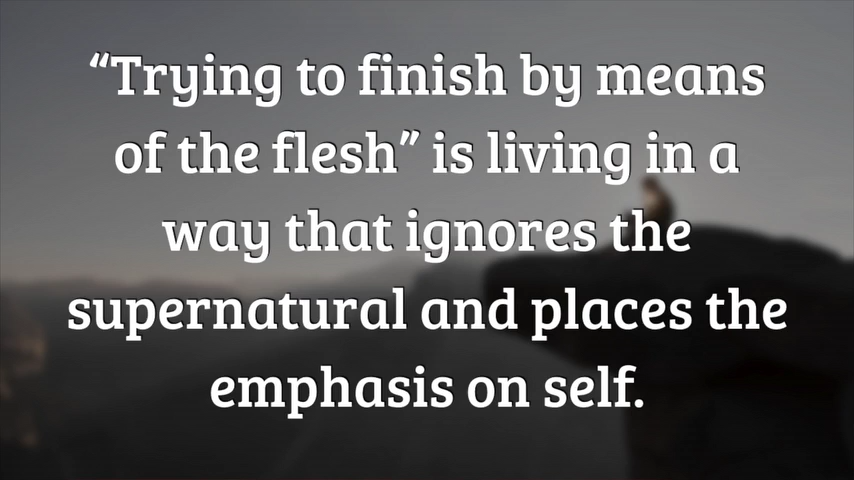 “Trying to finish by means
of the flesh” is living in a
way that ignores the
supernatural and places the
emphasis on self.